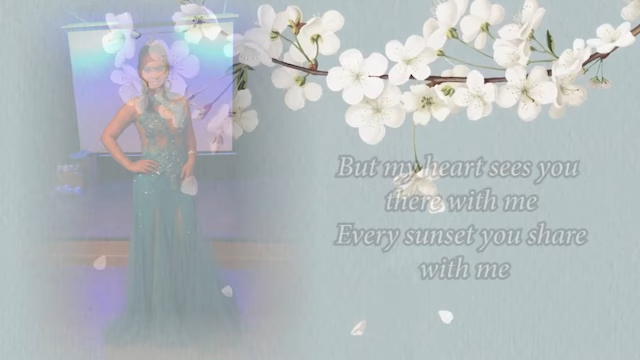 But my heart sees you
there with me
Every sunset you share
with me